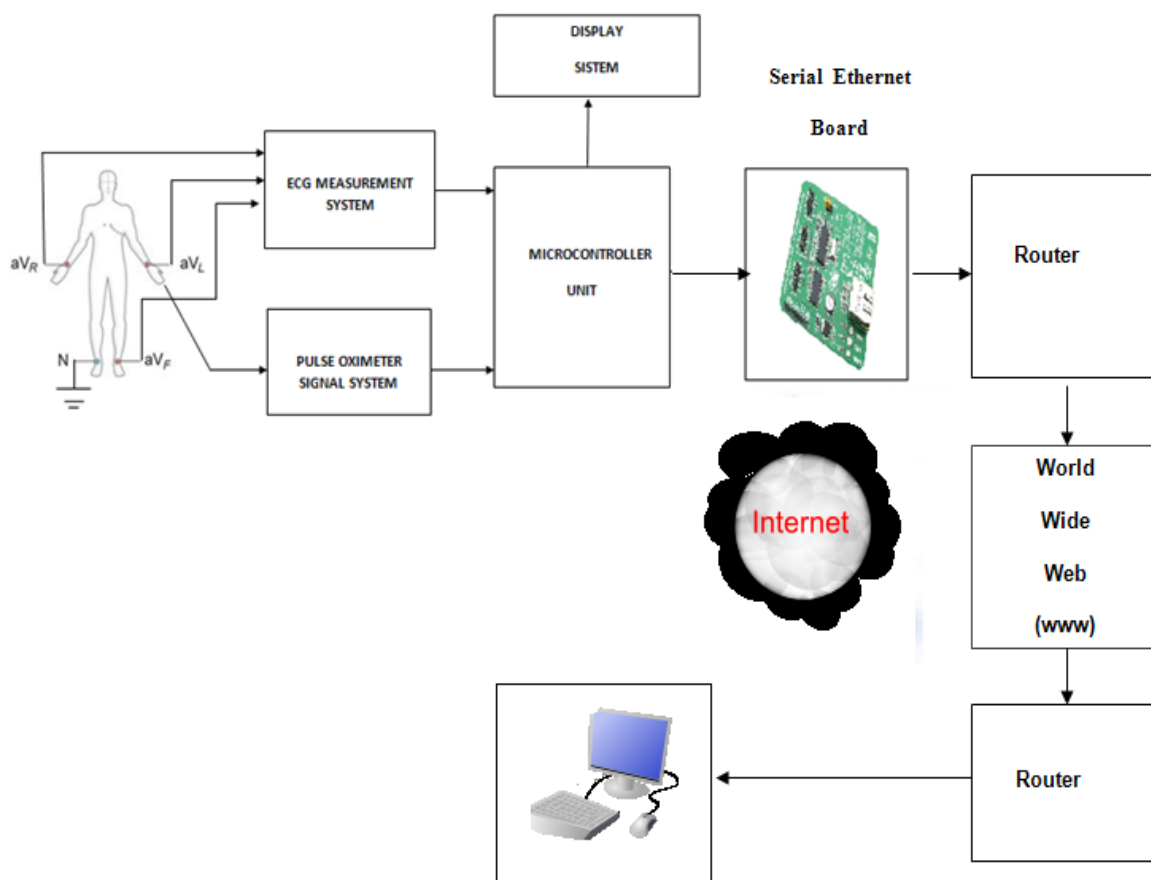 DISPLAY
SISTEM
Serial Ethernet
Board
ECG MEASUREMENT
SYSTEM
aVR
aVL
MICROCONTROLLER
UNIT
Router
N
aVF
PULSE OXIMETER
SIGNAL SYSTEM
Internet
World
Wide
Web
(www)
Router